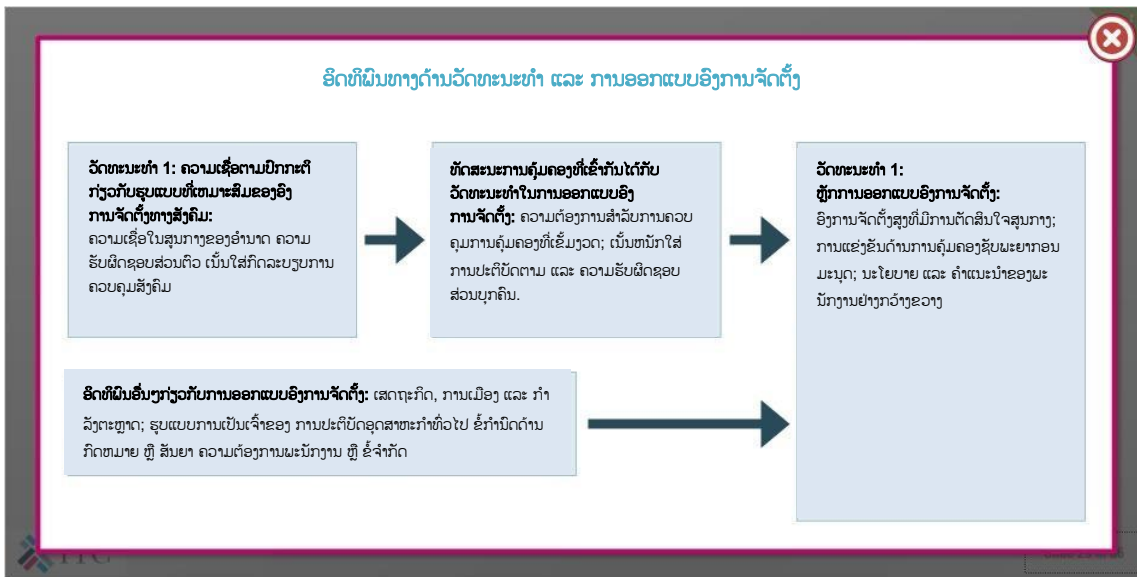 ອິດທິພົນທາງດ້ານວັດທະນະທຳ ແລະ ການອອກແບບອົງການຈັດຕັ້ງ
ວັດທະນະທຳ 1: ຄວາມເຊື່ອຕາມປົກກະຕິ
ກ່ຽວກັບຮູບແບບທີ່ເຫມາະສົມຂອງອົງ
ການຈັດຕັ້ງທາງສັງຄົມ:
ຄວາມເຊື່ອໃນສູນກາງຂອງອຳນາດ ຄວາມ
ຮັບຜິດຊອບສ່ວນຕົວ ເນັ້ນໃສ່ກົດລະບຽບການ
ຄວບຄຸມສັງຄົມ
ທັດສະນະການຄຸ້ມຄອງທີ່ເຂົ້າກັນໄດ້ກັບ
ວັດທະນະທຳໃນການອອກແບບອົງ
ການຈັດຕັ້ງ: ຄວາມຕ້ອງການສຳລັບການຄວບ
ຄຸມການຄຸ້ມຄອງທີ່ເຂັ້ມງວດ; ເນັ້ນຫນັກໃສ່
ການປະຕິບັດຕາມ ແລະ ຄວາມຮັບຜິດຊອບ
ສ່ວນບຸກຄົນ.
ວັດທະນະທຳ 1:
ຫຼັກການອອກແບບອົງການຈັດຕັ້ງ:
ອົງການຈັດຕັ້ງສູງທີ່ມີການຕັດສິນໃຈສູນກາງ;
ການແຂ່ງຂັນດ້ານການຄຸ້ມຄອງຊັບພະຍາກອນ
ມະນຸດ; ນະໂຍບາຍ ແລະ ຄຳແນະນຳຂອງພະ
ນັກງານຢ່າງກວ້າງຂວາງ
ອິດທິພົນອື່ນໆກ່ຽວກັບການອອກແບບອົງການຈັດຕັ້ງ: ເສດຖະກິດ, ການເມືອງ ແລະ ກຳ
ລັງຕະຫຼາດ; ຮູບແບບການເປັນເຈົ້າຂອງ ການປະຕິບັດອຸດສາຫະກຳທົ່ວໄປ ຂໍ້ກຳນົດດ້ານ
ກົດຫມາຍ ຫຼື ສັນຍາ ຄວາມຕ້ອງການພະນັກງານ ຫຼື ຂໍ້ຈຳກັດ